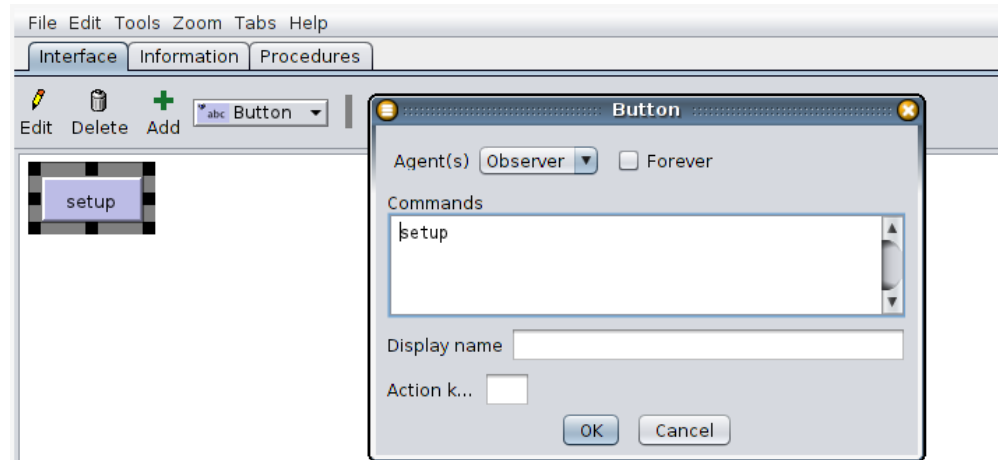 File Edit Tools Zoom Tabs Help
Interface Information Procedures
Edit Delete Add abc Button
setup
Button
Agent(s) Observer Forever
Commands
setup
Display name
Action k...
OK Cancel